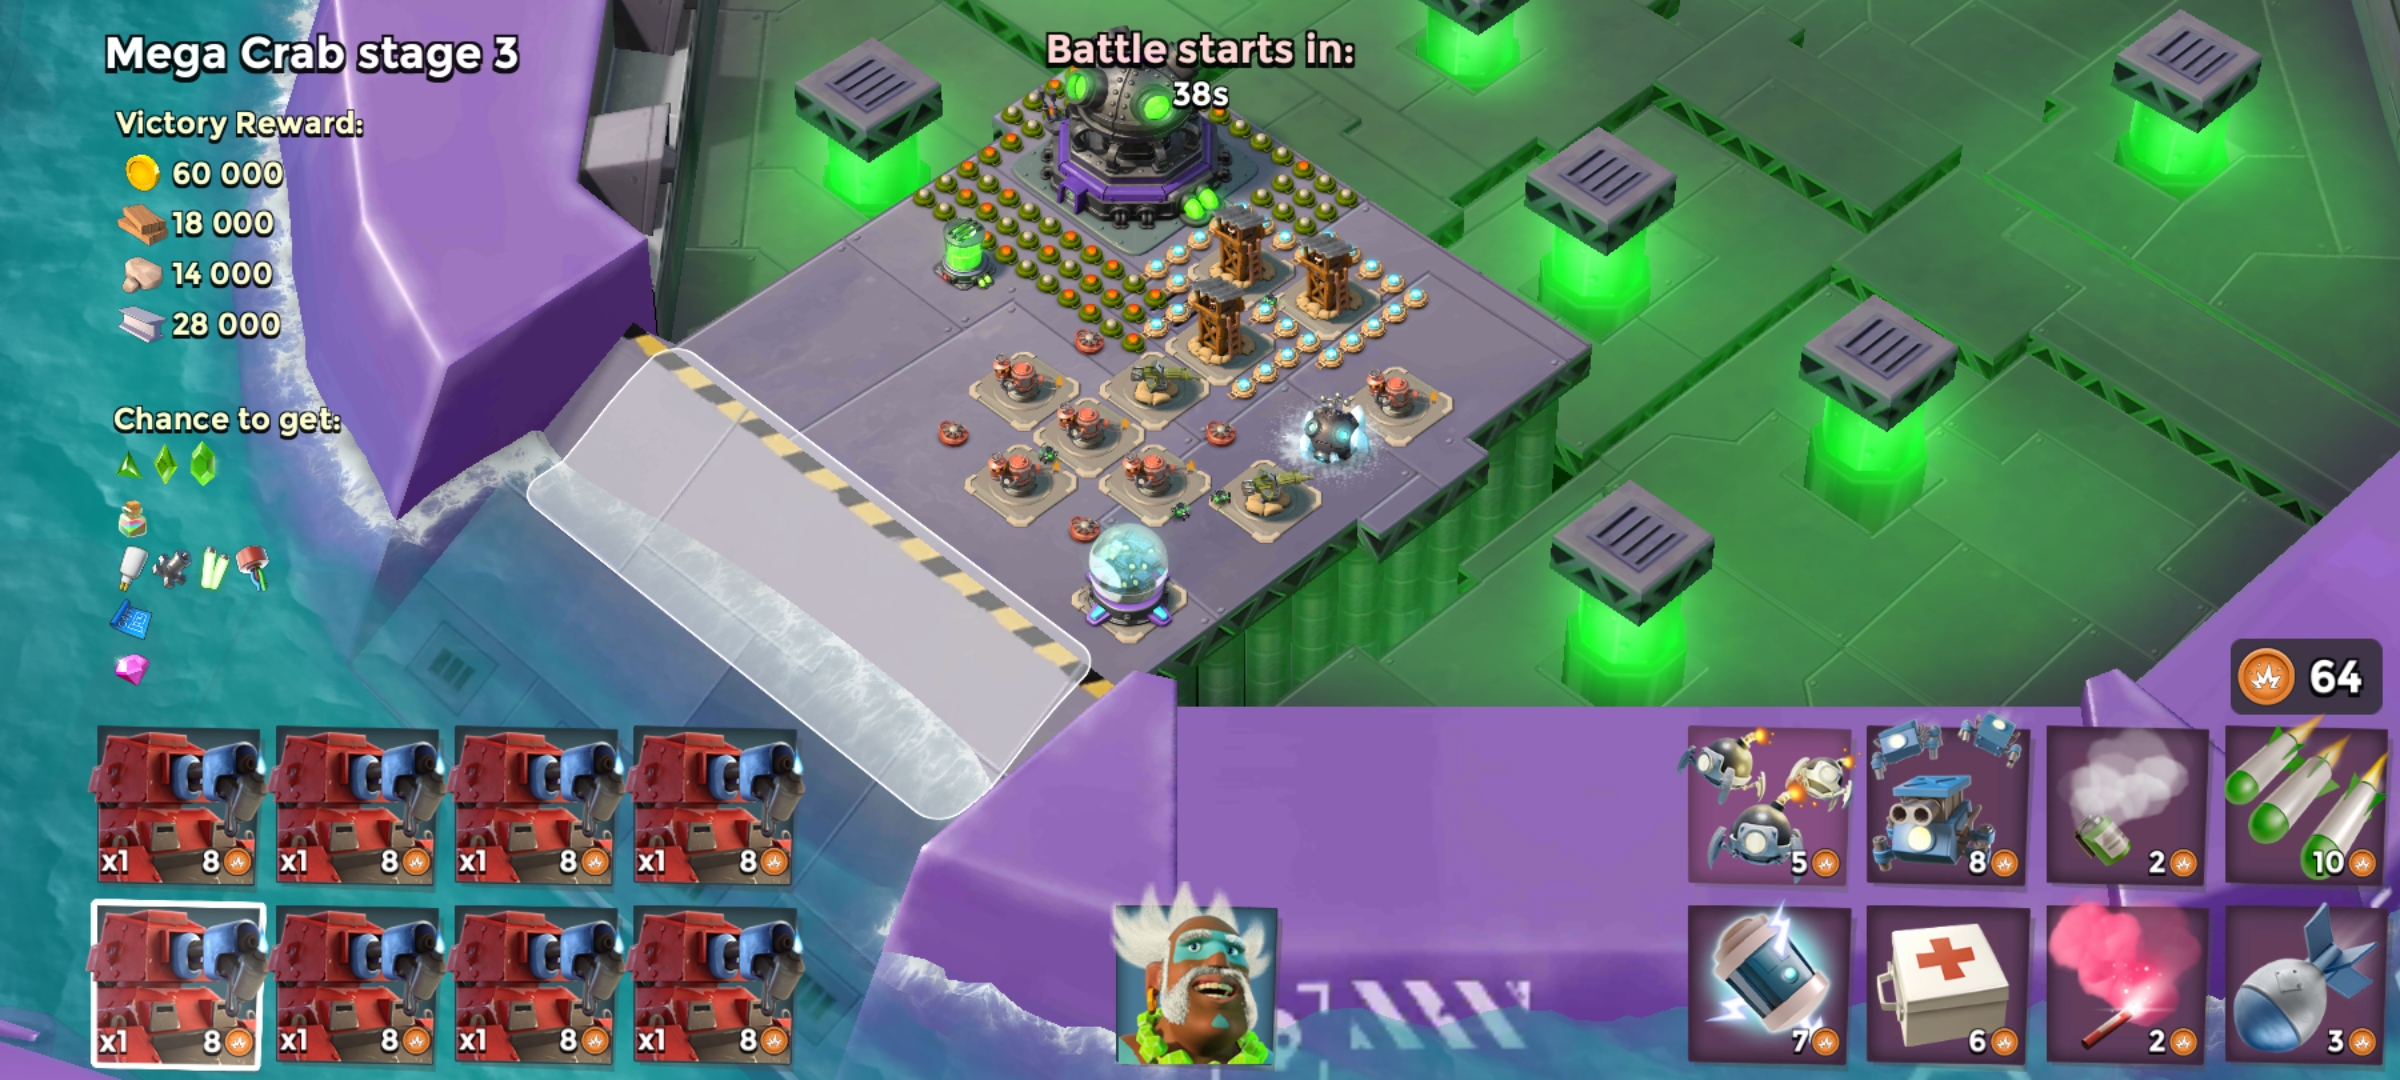 Mega Crab stage 3
Battle starts in:
38s
Victory Reward:
60 000
18 000
14 000
28 000
Chance to get:
64
x1 8
x1 8
x1 8
x1 8
5
8
2
10
x1 8
x1 8
x1 8
x1 8
7
6
2
3